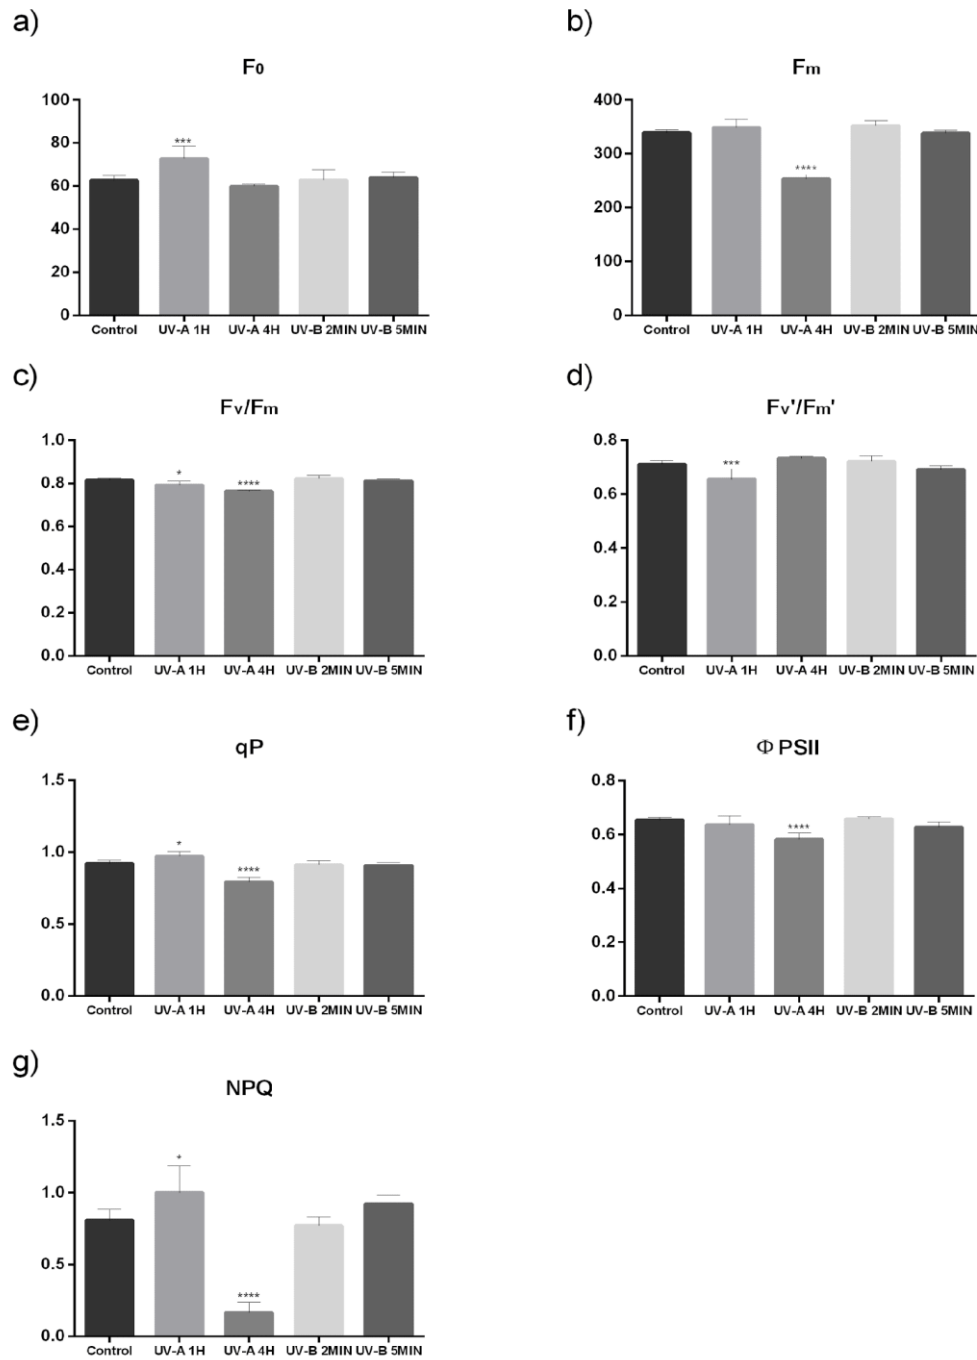 a)
F0
100
80
60
40
20
0
***
Control UV-A 1H UV-A 4H UV-B 2MIN UV-B 5MIN
b)
Fm
400
300
200
100
0
****
Control UV-A 1H UV-A 4H UV-B 2MIN UV-B 5MIN
c)
Fv/Fm
1.0
0.8
0.6
0.4
0.2
0.0
*
****
Control UV-A 1H UV-A 4H UV-B 2MIN UV-B 5MIN
d)
Fv'/Fm'
0.8
0.6
0.4
0.2
0.0
***
Control UV-A 1H UV-A 4H UV-B 2MIN UV-B 5MIN
e)
qP
1.5
1.0
0.5
0.0
*
****
Control UV-A 1H UV-A 4H UV-B 2MIN UV-B 5MIN
f)
Φ PSII
0.8
0.6
0.4
0.2
0.0
****
Control UV-A 1H UV-A 4H UV-B 2MIN UV-B 5MIN
g)
NPQ
1.5
1.0
0.5
0.0
*
****
Control UV-A 1H UV-A 4H UV-B 2MIN UV-B 5MIN